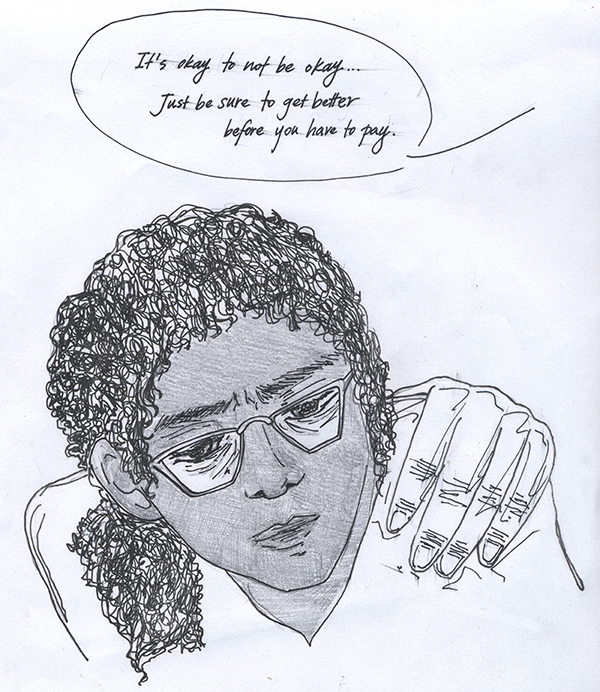 It's okay to not be okay...
Just be sure to get better
before you have to pay.